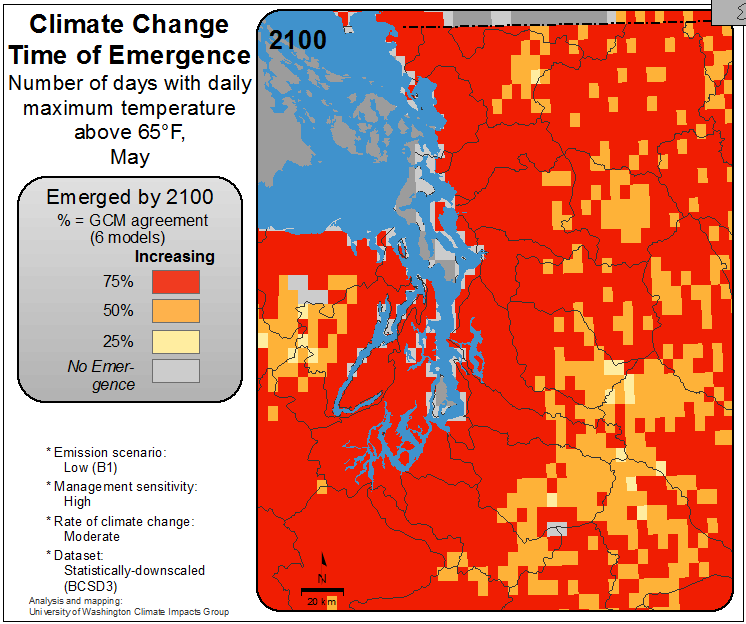 Climate Change
Time of Emergence
Number of days with daily
maximum temperature
above 65°F,
May
Emerged by 2100
% = GCM agreement
(6 models)
Increasing
75%
50%
25%
No Emer-
gence
* Emission scenario:
Low (B1)
* Management sensitivity:
High
* Rate of climate change:
Moderate
* Dataset:
Statistically-downscaled
(BCSD3)
Analysis and mapping:
University of Washington Climate Impacts Group
2100
N
20 km